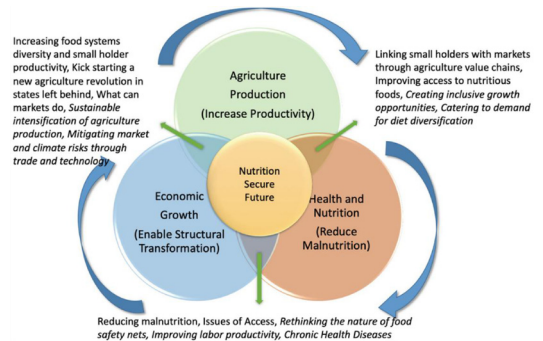 Increasing food systems
diversity and small holder
productivity, Kick starting a
new agriculture revolution in
states left behind, What can
markets do, Sustainable
intensification of agriculture
production, Mitigating market
and climate risks through
trade and technology
Agriculture
Production
(Increase Productivity)
Linking small holders with markets
through agriculture value chains,
Improving access to nutritious
foods, Creating inclusive growth
opportunities, Catering to demand
for diet diversification
Nutrition
Secure
Future
Economic
Growth
(Enable Structural
Transformation)
Health and
Nutrition
(Reduce
Malnutrition)
Reducing malnutrition, Issues of Access, Rethinking the nature of food
safety nets, Improving labor productivity, Chronic Health Diseases